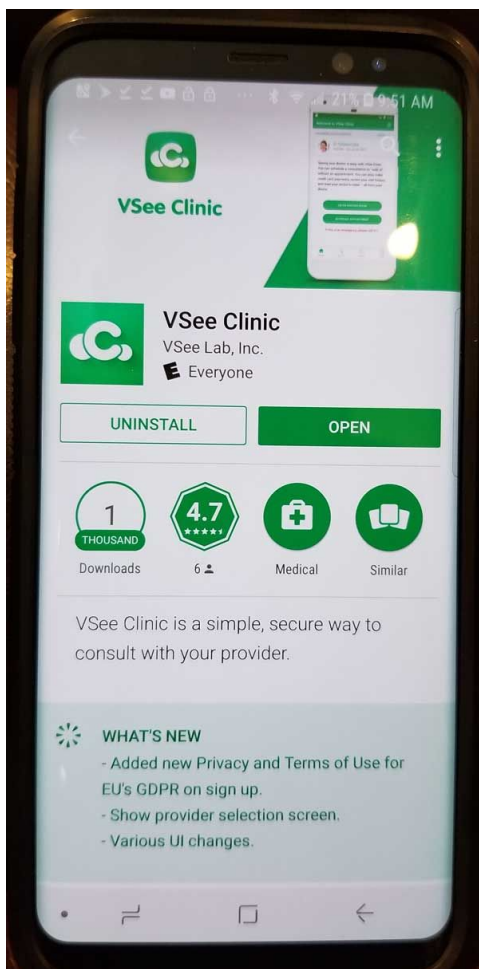 21% 9:51 AM
VSee Clinic
VSee Clinic
VSee Lab, Inc.
E Everyone
UNINSTALL
OPEN
1
THOUSAND
Downloads
4.7
6
Medical
Similar
VSee Clinic is a simple, secure way to
consult with your provider.
WHAT'S NEW
- Added new Privacy and Terms of Use for
EU's GDPR on sign up.
- Show provider selection screen.
- Various UI changes.